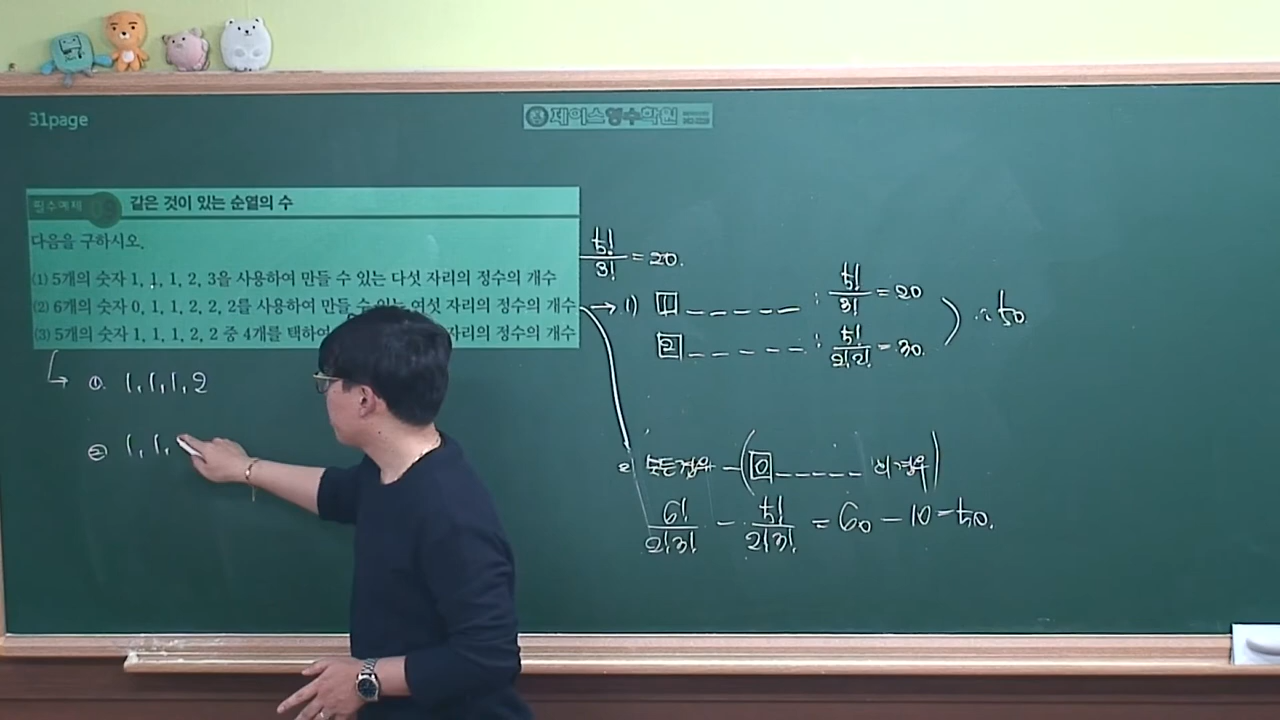 31page
제이스영수학원
필수예제
같은 것이 있는 순열의 수
다음을 구하시오.
(1) 5개의 숫자 1, 1, 1, 2, 3을 사용하여 만들 수 있는 다섯 자리의 정수의 개수
(2) 6개의 숫자 0, 1, 1, 2, 2, 2를 사용하여 만들 수 있는 여섯 자리의 정수의 개수
(3) 5개의 숫자 1, 1, 1, 2, 2 중 4개를 택하여 자리의 정수의 개수
5!/3! = 20.
→ 1) 1 _ _ _ _ _ : 5!/3! = 20
2 _ _ _ _ _ : 5!/2!2! = 30.
∴ 50.
① 1, 1, 1, 2
② 1, 1,
2) 모든경우 - (0 _ _ _ _ _ 인 경우)
6!/2!3! - 5!/2!3! = 60 - 10 = 50.